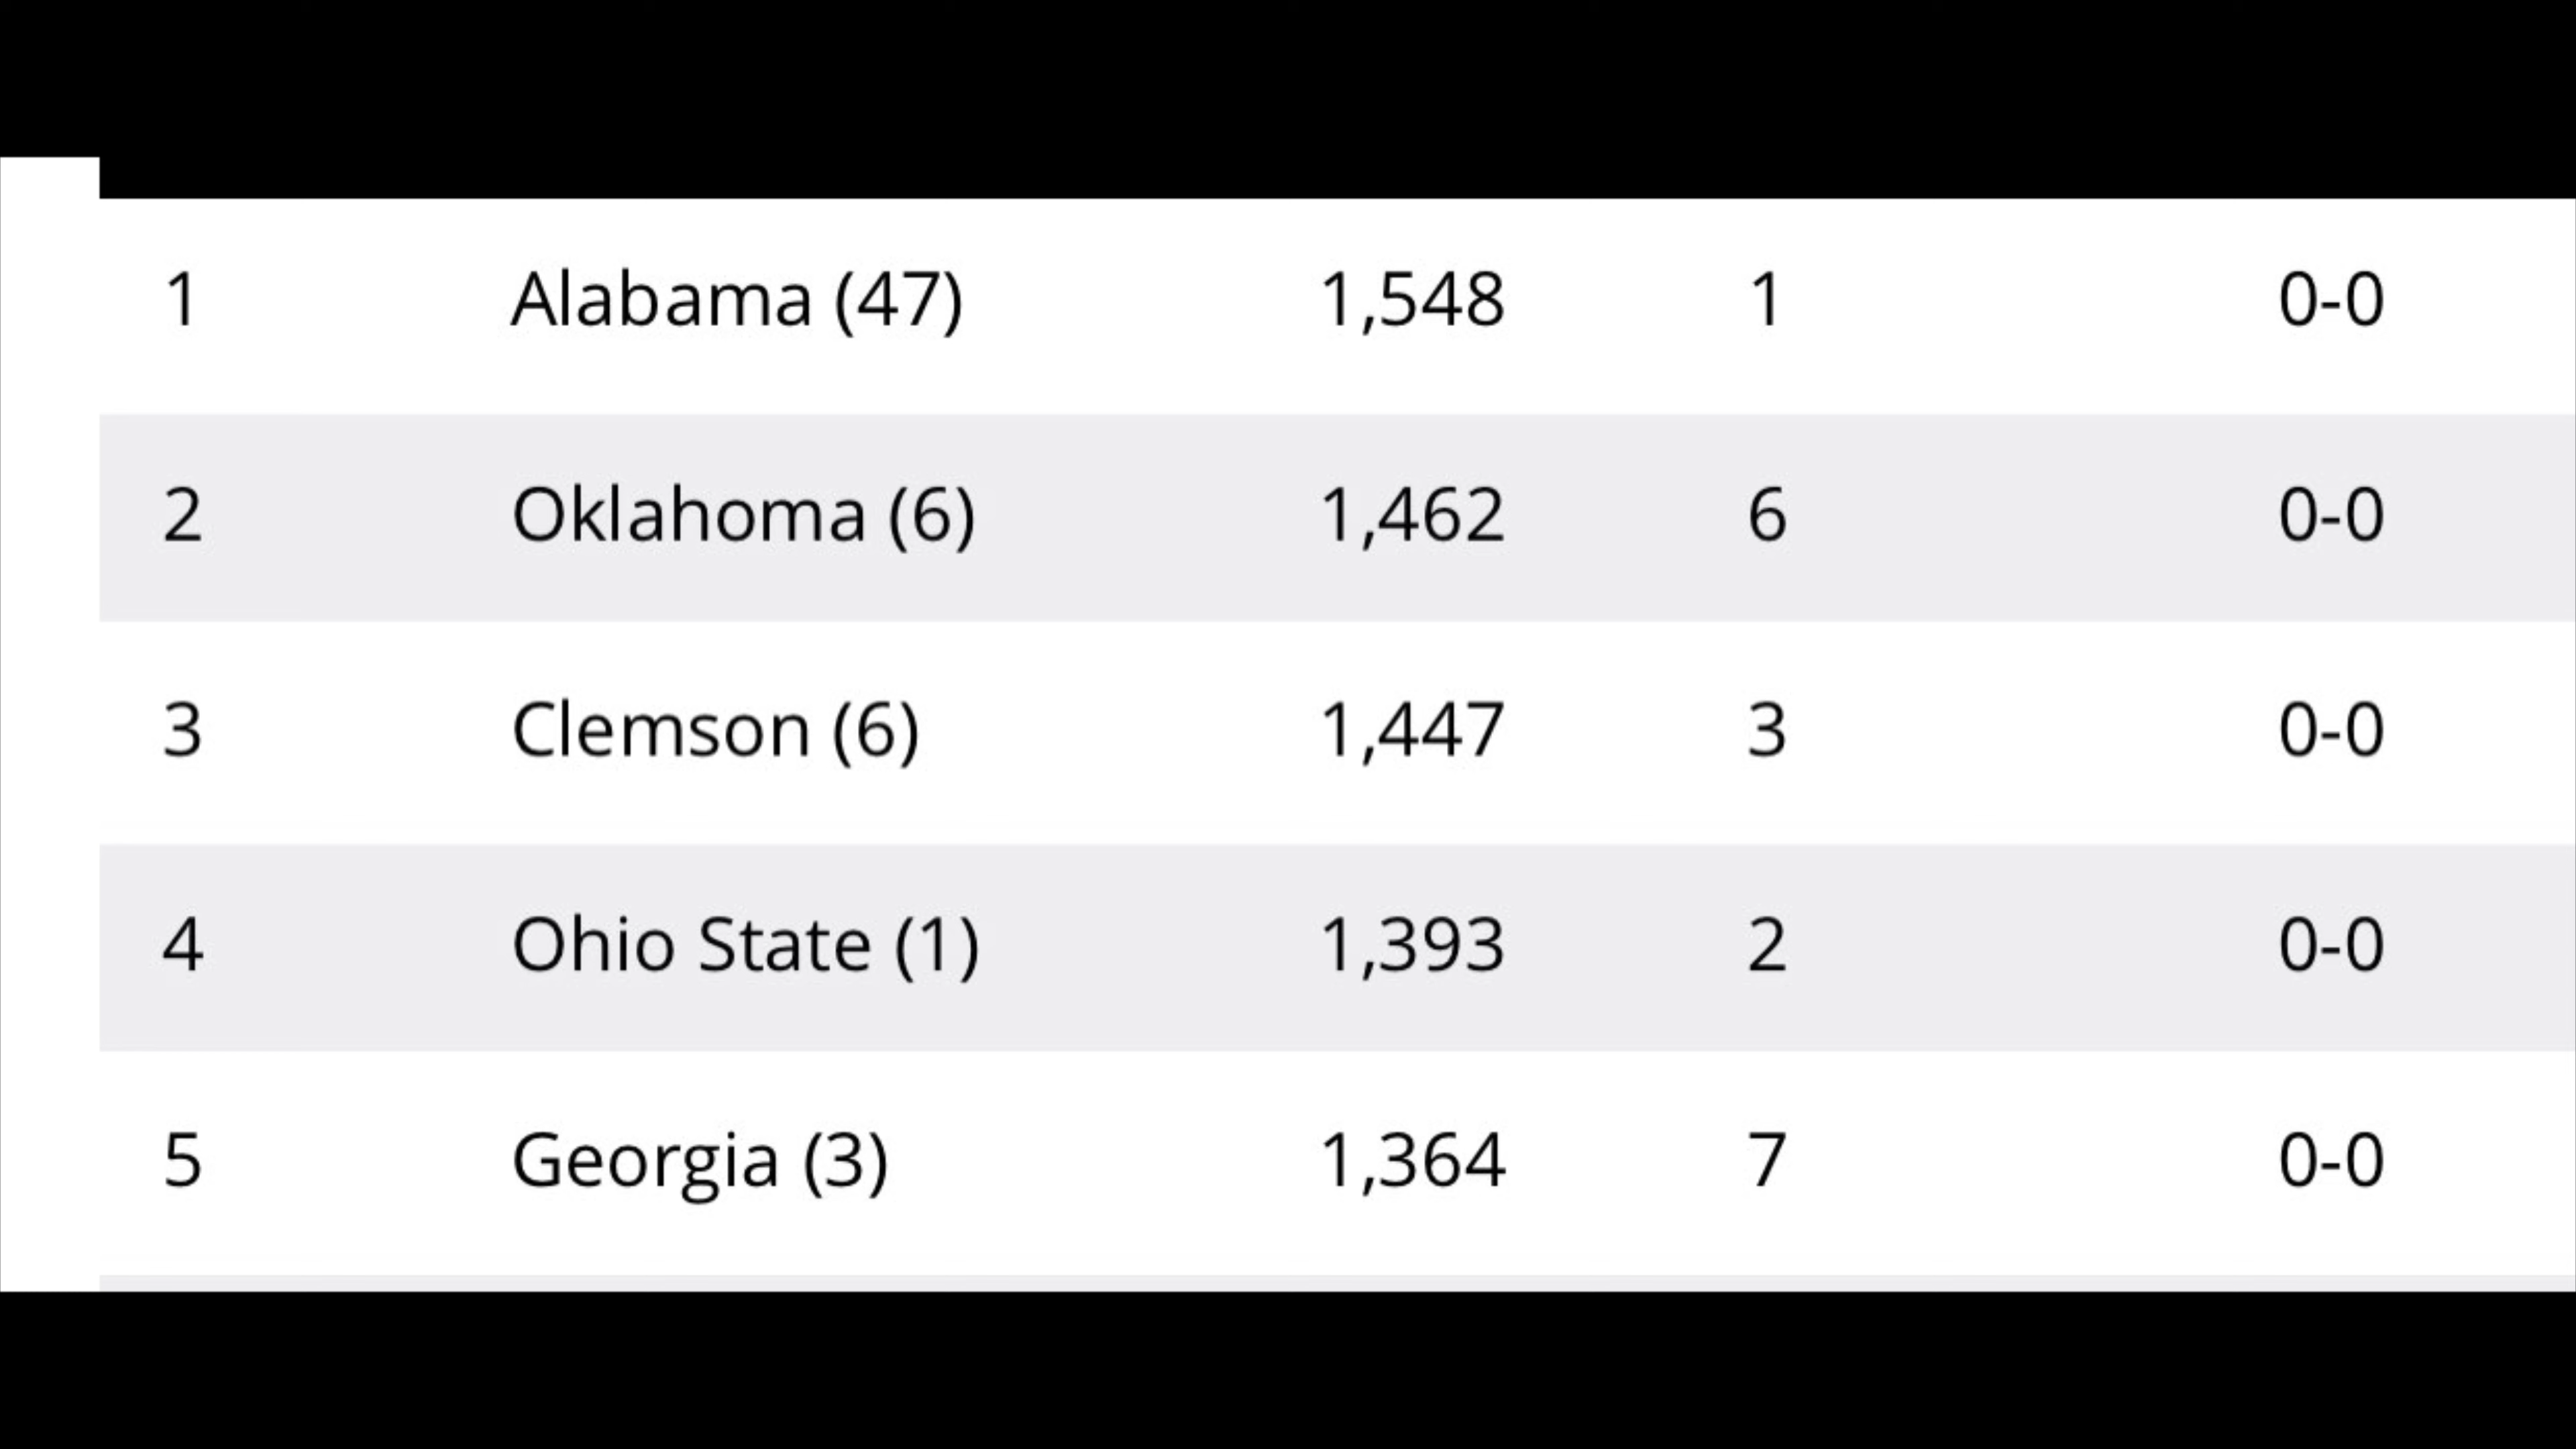 1 Alabama (47) 1,548 1 0-0
2 Oklahoma (6) 1,462 6 0-0
3 Clemson (6) 1,447 3 0-0
4 Ohio State (1) 1,393 2 0-0
5 Georgia (3) 1,364 7 0-0